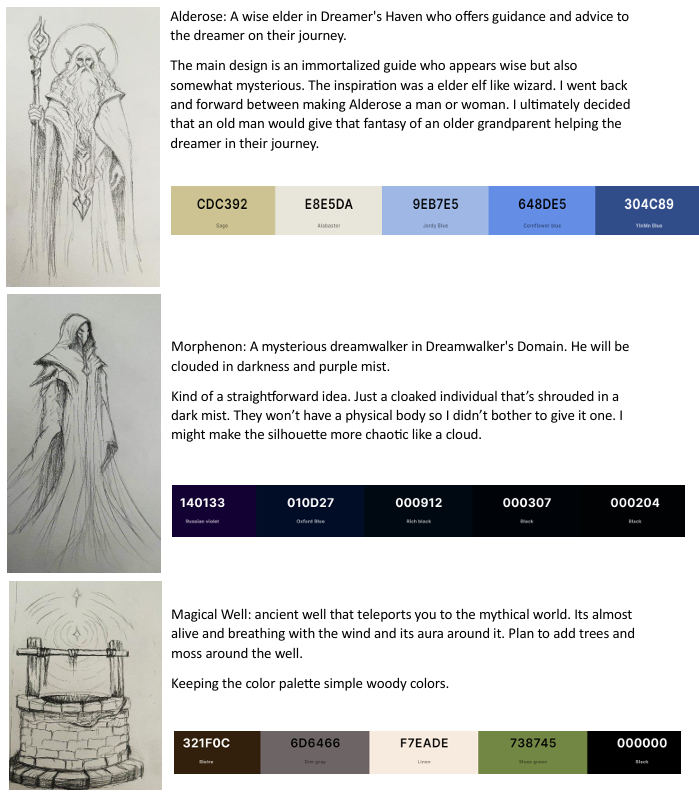 Alderose: A wise elder in Dreamer's Haven who offers guidance and advice to
the dreamer on their journey.
The main design is an immortalized guide who appears wise but also
somewhat mysterious. The inspiration was a elder elf like wizard. I went back
and forward between making Alderose a man or woman. I ultimately decided
that an old man would give that fantasy of an older grandparent helping the
dreamer in their journey.
CDC392 E8E5DA 9EB7E5 648DE5 304C89
Sage Alabaster Jordy Blue Cornflower blue YInMn Blue
Morphenon: A mysterious dreamwalker in Dreamwalker's Domain. He will be
clouded in darkness and purple mist.
Kind of a straightforward idea. Just a cloaked individual that’s shrouded in a
dark mist. They won’t have a physical body so I didn’t bother to give it one. I
might make the silhouette more chaotic like a cloud.
140133 010D27 000912 000307 000204
Russian violet Oxford Blue Rich black Black Black
Magical Well: ancient well that teleports you to the mythical world. Its almost
alive and breathing with the wind and its aura around it. Plan to add trees and
moss around the well.
Keeping the color palette simple woody colors.
321F0C 6D6466 F7EADE 738745 000000
Bistre Dim gray Linen Moss green Black